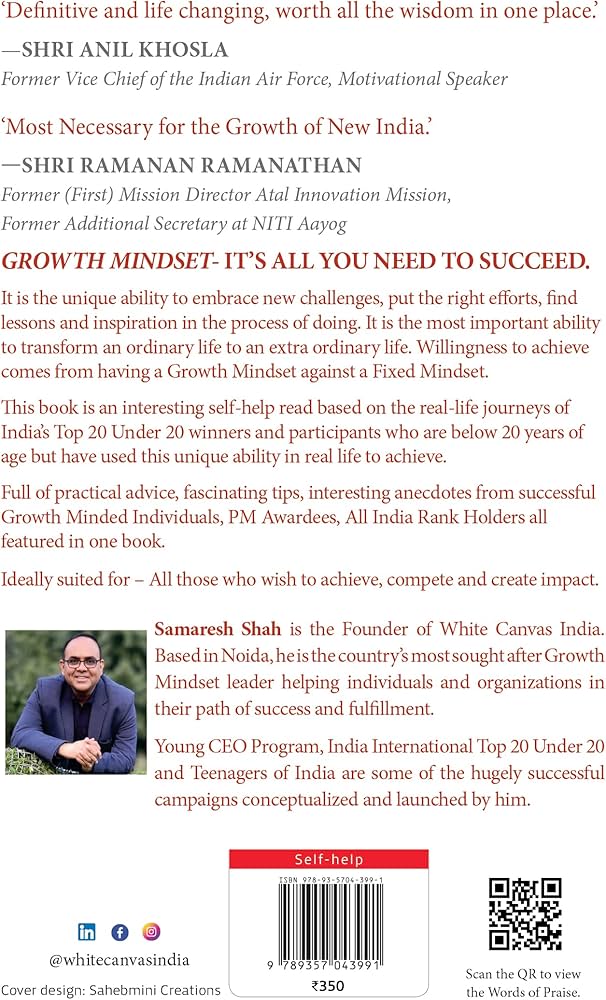 ‘Definitive and life changing, worth all the wisdom in one place.’
—SHRI ANIL KHOSLA
Former Vice Chief of the Indian Air Force, Motivational Speaker
‘Most Necessary for the Growth of New India.’
—SHRI RAMANAN RAMANATHAN
Former (First) Mission Director Atal Innovation Mission,
Former Additional Secretary at NITI Aayog
GROWTH MINDSET- IT’S ALL YOU NEED TO SUCCEED.
It is the unique ability to embrace new challenges, put the right efforts, find
lessons and inspiration in the process of doing. It is the most important ability
to transform an ordinary life to an extra ordinary life. Willingness to achieve
comes from having a Growth Mindset against a Fixed Mindset.
This book is an interesting self-help read based on the real-life journeys of
India’s Top 20 Under 20 winners and participants who are below 20 years of
age but have used this unique ability in real life to achieve.
Full of practical advice, fascinating tips, interesting anecdotes from successful
Growth Minded Individuals, PM Awardees, All India Rank Holders all
featured in one book.
Ideally suited for – All those who wish to achieve, compete and create impact.
Samaresh Shah is the Founder of White Canvas India.
Based in Noida, he is the country’s most sought after Growth
Mindset leader helping individuals and organizations in
their path of success and fulfillment.
Young CEO Program, India International Top 20 Under 20
and Teenagers of India are some of the hugely successful
campaigns conceptualized and launched by him.
Self-help
ISBN 978-93-5704-399-1
9 789357 043991
₹350
in f
@whitecanvasindia
Cover design: Sahebmini Creations
Scan the QR to view
the Words of Praise.